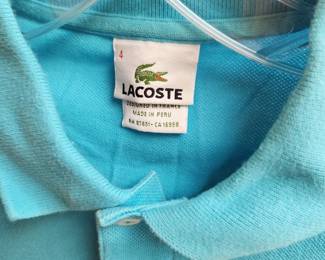 4
LACOSTE
DESIGNED IN FRANCE
MADE IN PERU